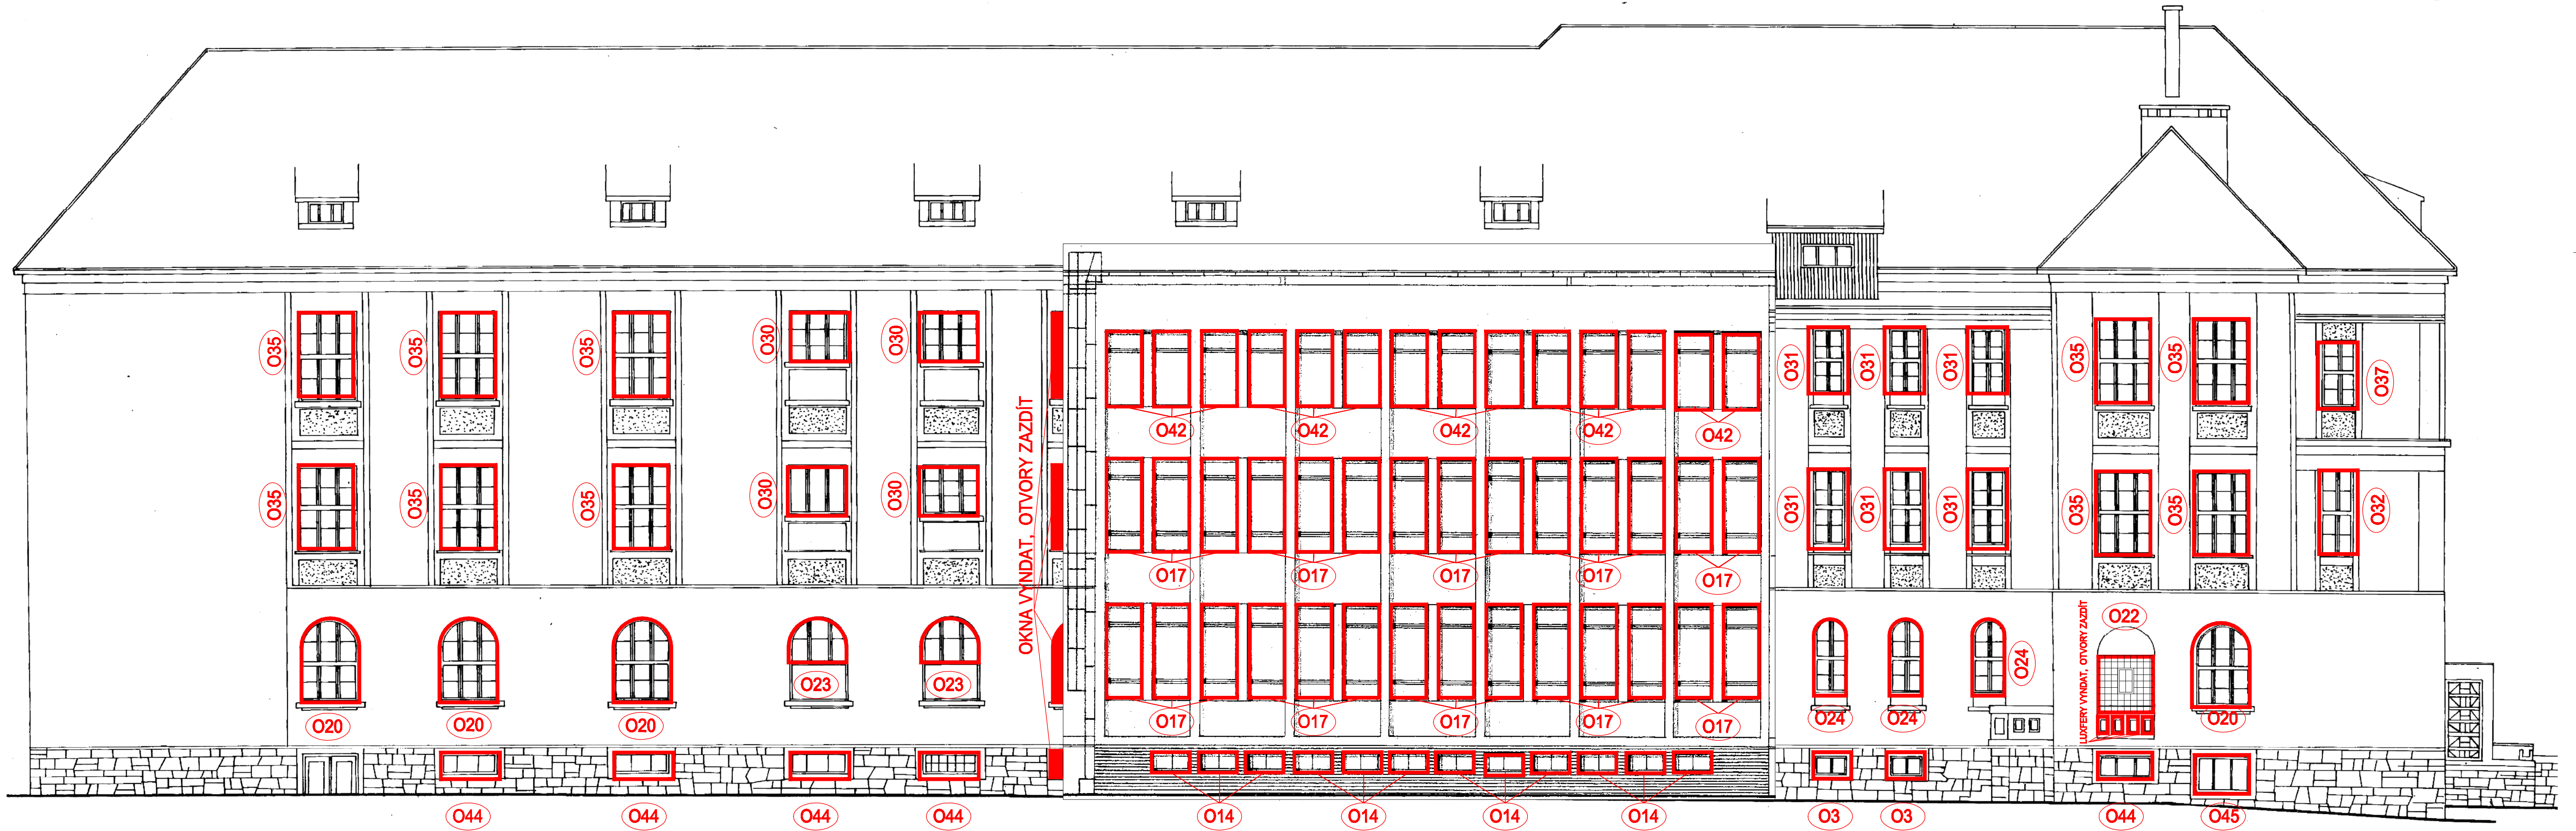 O35 O35 O35 O30 O30 O31 O31 O31 O35 O35 O37
O42 O42 O42 O42 O42
O35 O35 O35 O30 O30 O31 O31 O31 O35 O35 O32
OKNA VYNDAT, OTVORY ZAZDÍT
O17 O17 O17 O17 O17
O22
LUXFERY VYNDAT, OTVORY ZAZDÍT
O24
O23 O23
O20 O20 O20 O17 O17 O17 O17 O17 O24 O24 O20
O44 O44 O44 O44 O14 O14 O14 O14 O3 O3 O44 O45